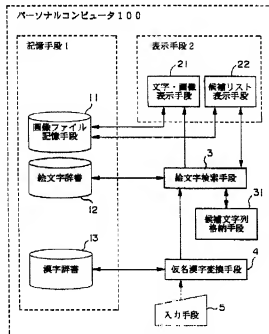 パーソナルコンピュータ100
記憶手段1
表示手段2
21
22
文字・画像
表示手段
候補リスト
表示手段
11
画像ファイル
記憶手段
3
絵文字辞書
絵文字検索手段
12
31
候補文字列
格納手段
13
4
漢字辞書
仮名漢字変換手段
5
入力手段